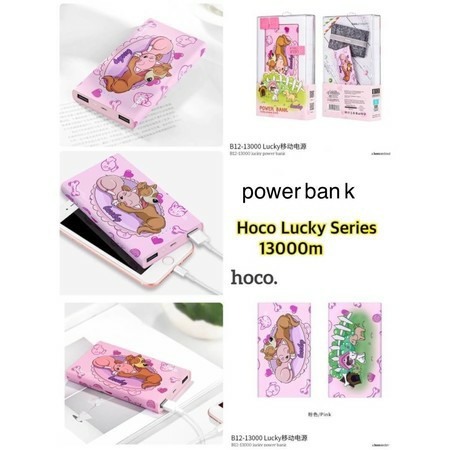 POWER BANK
Lucky
B12-13000 Lucky移动电源
B12-13000 Lucky power bank
power ban k
Hoco Lucky Series
13000m
hoco.
Lucky
Lucky
粉色/Pink
B12-13000 Lucky移动电源
B12-13000 Lucky power bank